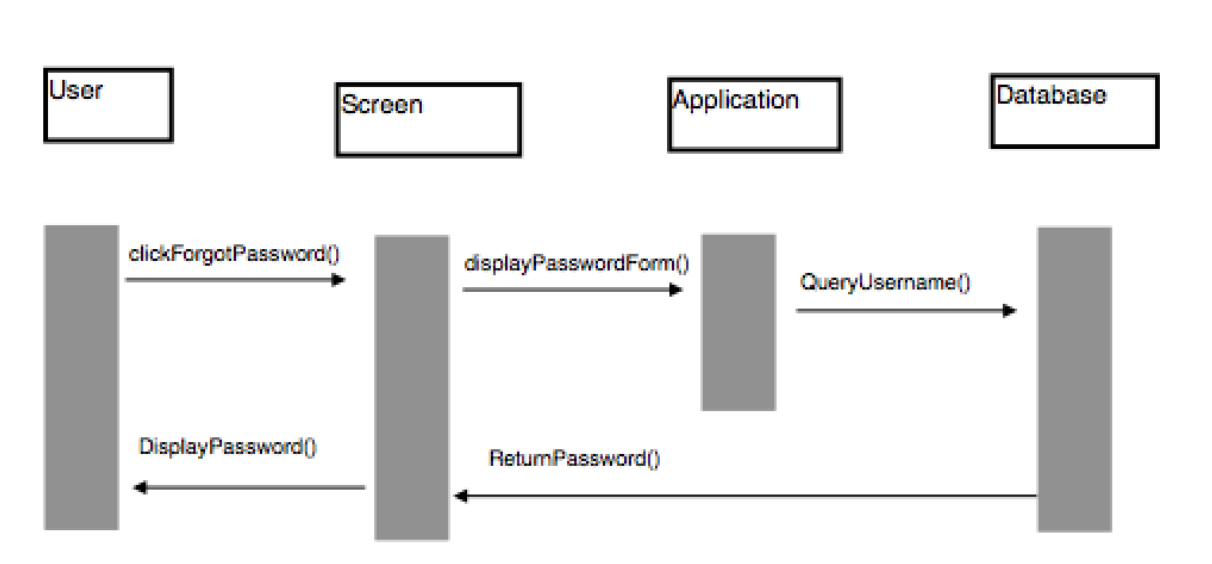 User
Screen
Application
Database
clickForgotPassword()
displayPasswordForm()
QueryUsername()
DisplayPassword()
ReturnPassword()